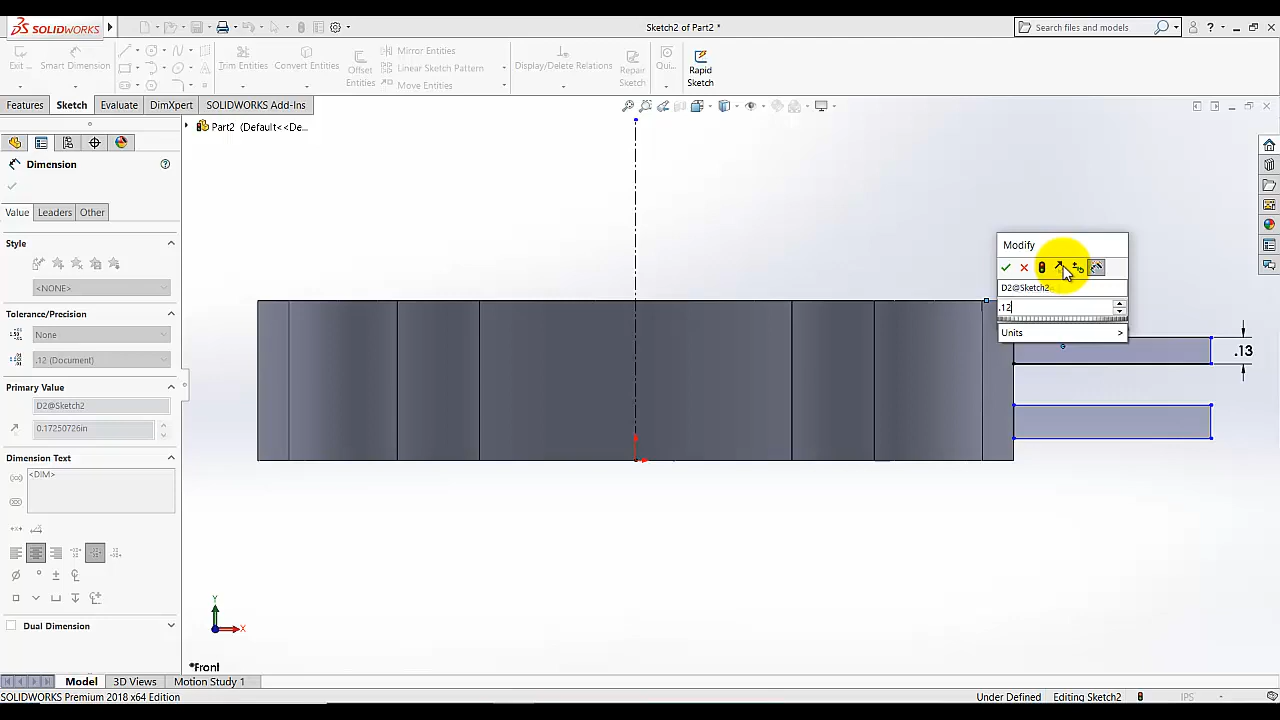 SOLIDWORKS
Sketch2 of Part2 *
Search files and models
?
Exit ...
Smart Dimension
Trim Entities
Convert Entities
Offset Entities
Mirror Entities
Linear Sketch Pattern
Move Entities
Display/Delete Relations
Repair Sketch
Qui...
Rapid Sketch
Features
Sketch
Evaluate
DimXpert
SOLIDWORKS Add-Ins
Part2 (Default<<De...
Dimension
?
Value
Leaders
Other
Style
<NONE>
Tolerance/Precision
None
.12 (Document)
Primary Value
D2@Sketch2
0.17250726in
Dimension Text
<DIM>
Dual Dimension
Modify
D2@Sketch2
.12
Units >
.13
Y
X
*Front
Model
3D Views
Motion Study 1
SOLIDWORKS Premium 2018 x64 Edition
Under Defined
Editing Sketch2
IPS